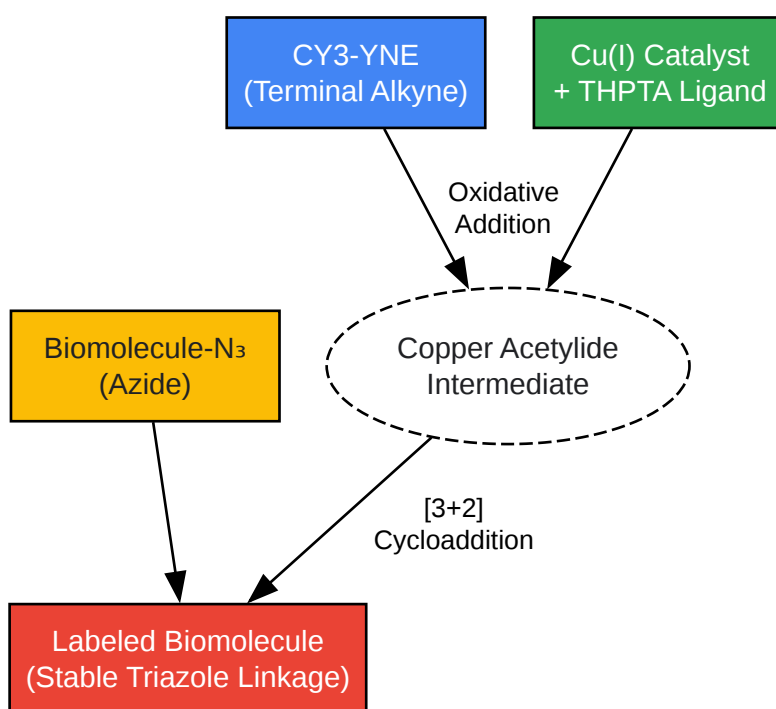 CY3-YNE
(Terminal Alkyne)
Cu(I) Catalyst
+ THPTA Ligand
Oxidative
Addition
Biomolecule-N₃
(Azide)
Copper Acetylide
Intermediate
[3+2]
Cycloaddition
Labeled Biomolecule
(Stable Triazole Linkage)